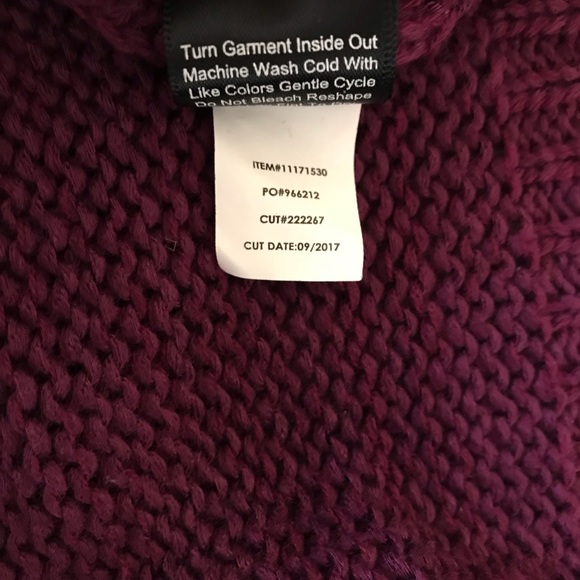 Turn Garment Inside Out
Machine Wash Cold With
Like Colors Gentle Cycle
Do Not Bleach Reshape
ITEM#11171530
PO#966212
CUT#222267
CUT DATE:09/2017